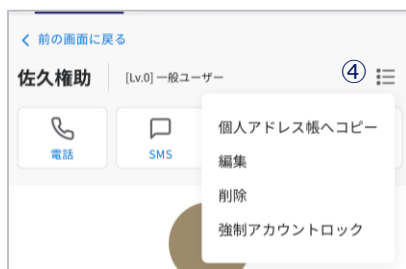 前の画面に戻る
佐久権助
[Lv.0] 一般ユーザー
④
電話
SMS
個人アドレス帳へコピー
編集
削除
強制アカウントロック